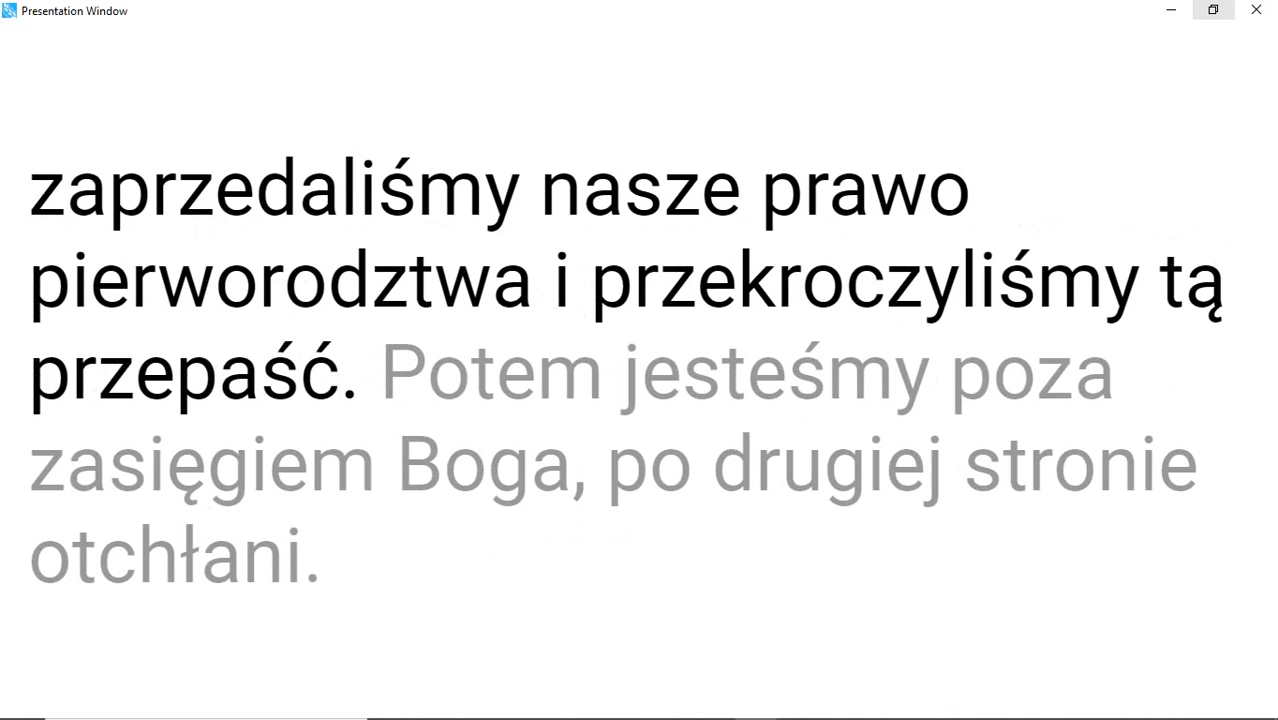 Presentation Window
zaprzedaliśmy nasze prawo
pierworodztwa i przekroczyliśmy tą
przepaść. Potem jesteśmy poza
zasięgiem Boga, po drugiej stronie
otchłani.